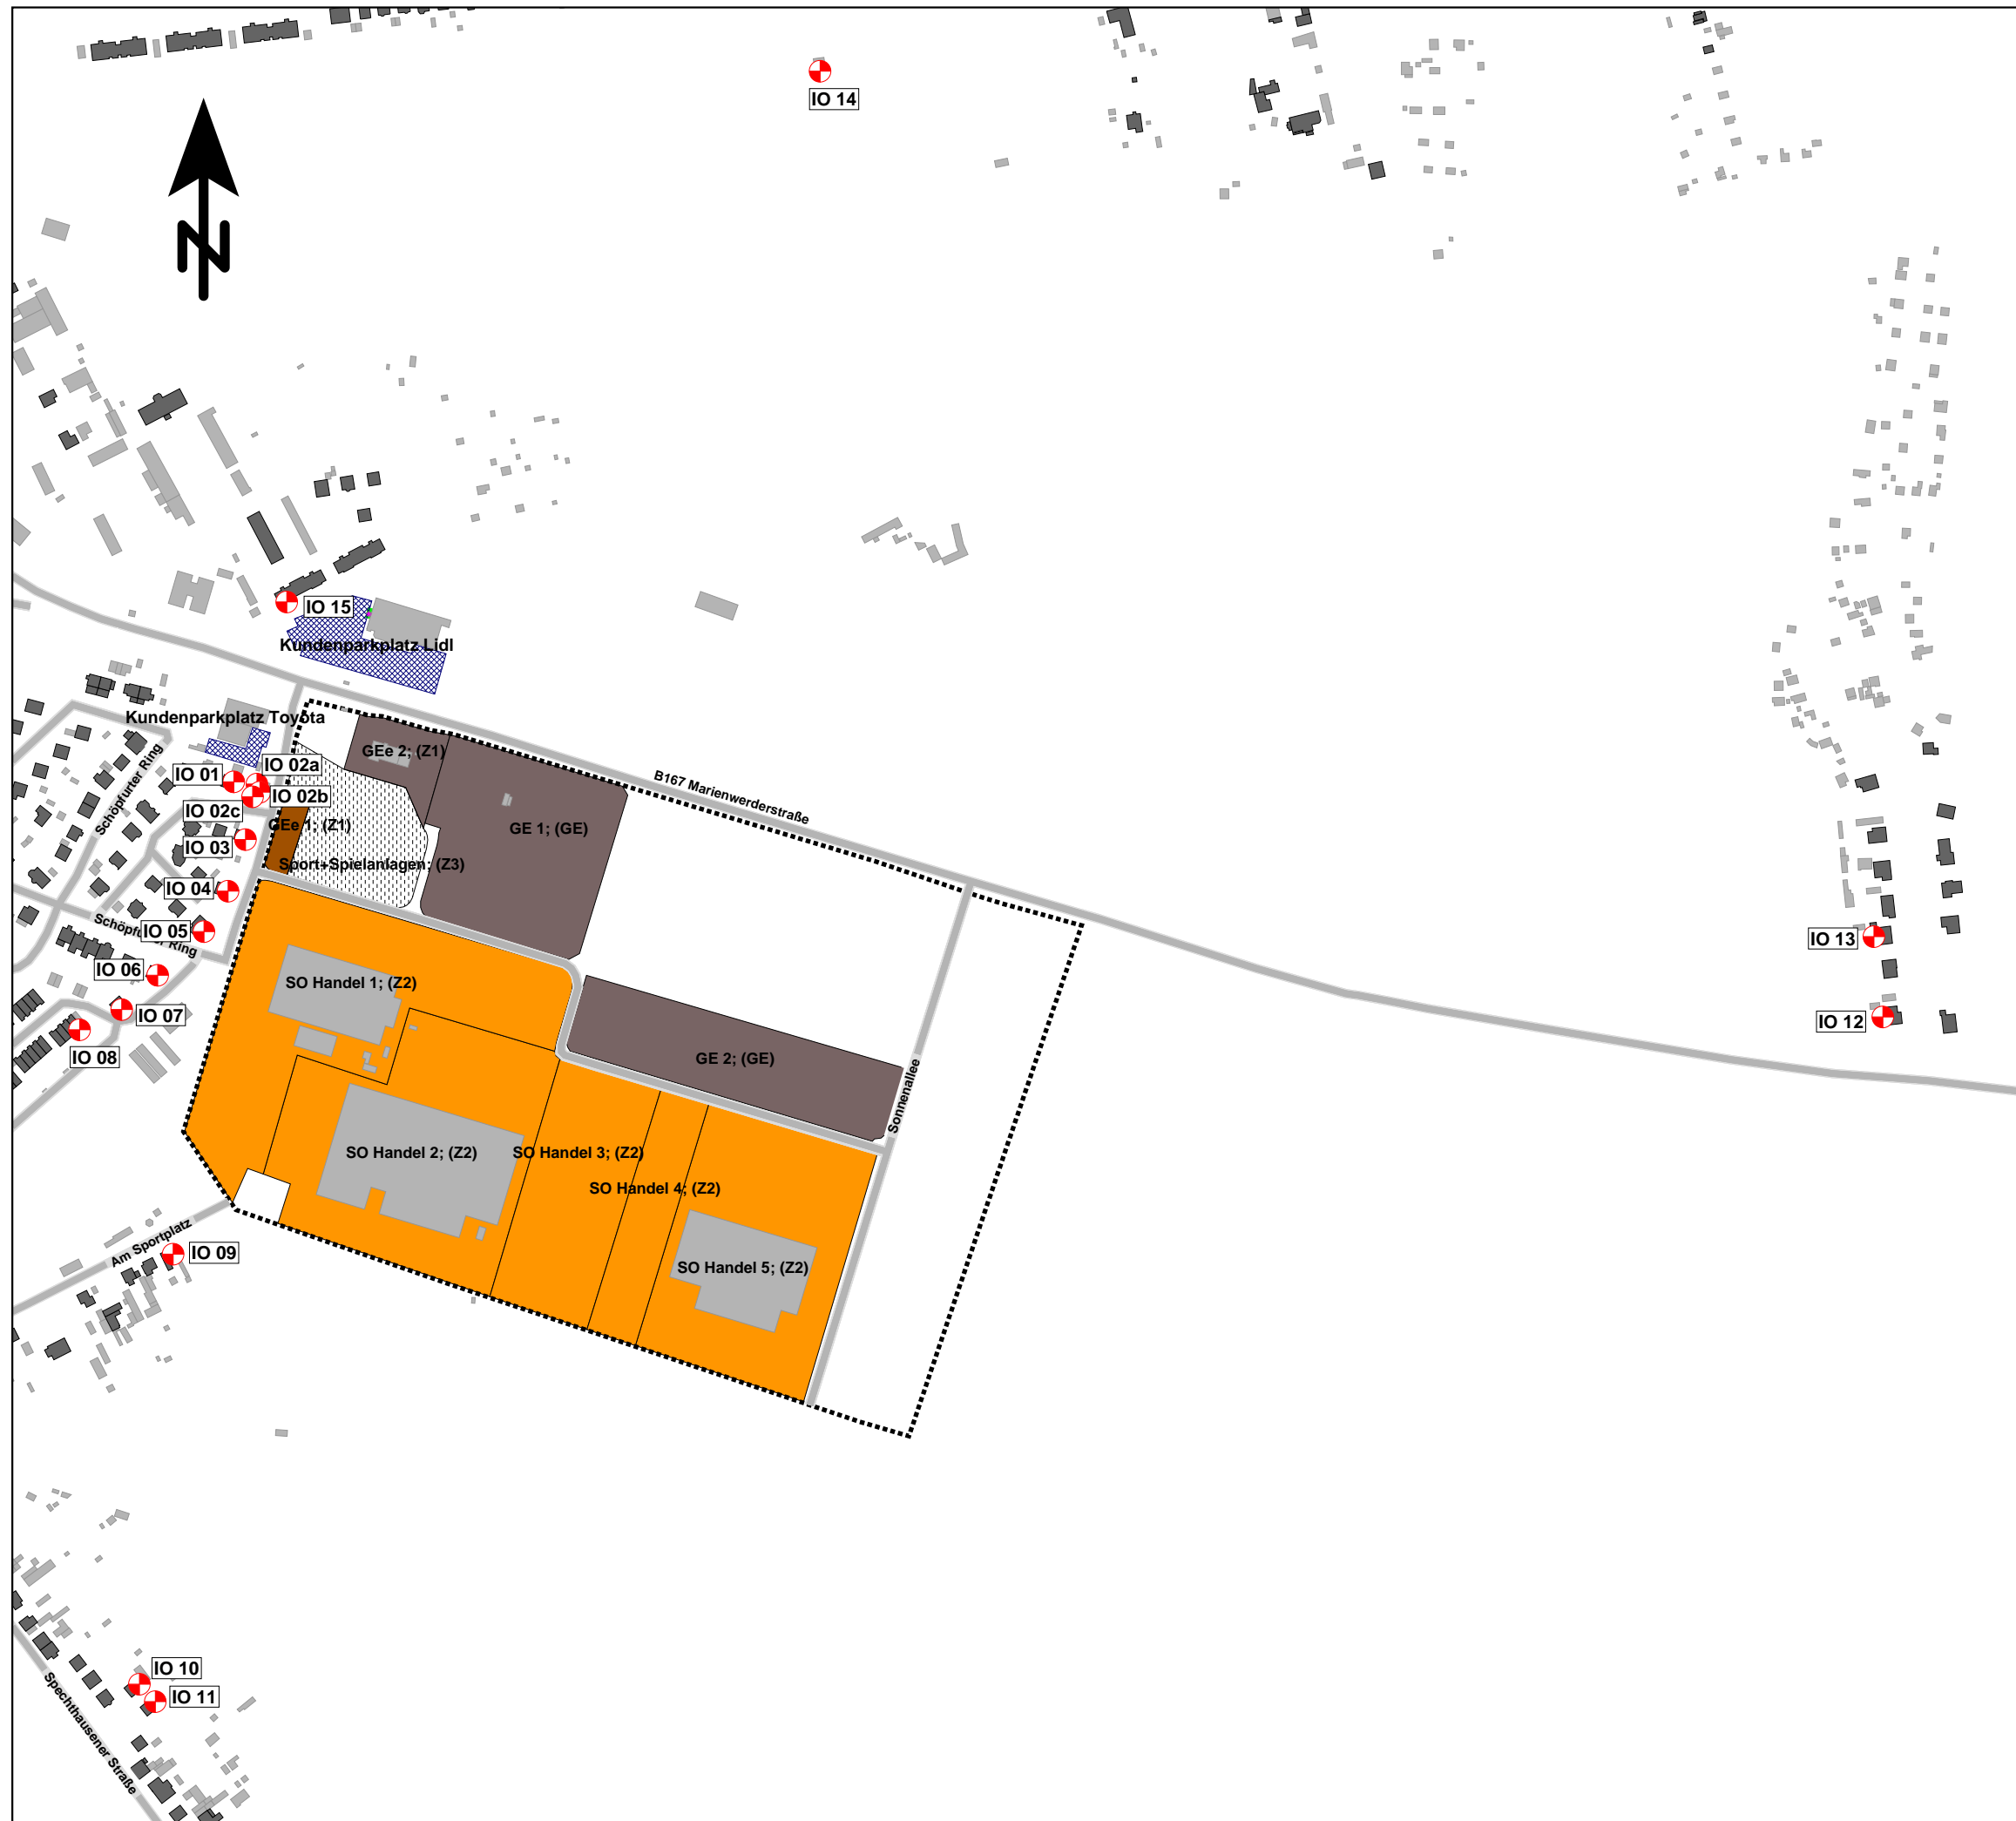 IO 14
N
IO 15
Kundenparkplatz Lidl
Kundenparkplatz Toyota
GEe 2; (Z1)
IO 02a
IO 01
B167 Marienwerderstraße
IO 02b
Schöpfurter Ring
IO 02c
GEe 1; (Z1)
GE 1; (GE)
IO 03
Sport+Spielanlagen; (Z3)
IO 04
Schöpfurter Ring
IO 05
IO 13
IO 06
SO Handel 1; (Z2)
IO 07
IO 12
IO 08
GE 2; (GE)
Sonnenallee
SO Handel 2; (Z2)
SO Handel 3; (Z2)
SO Handel 4; (Z2)
Am Sportplatz
IO 09
SO Handel 5; (Z2)
IO 10
IO 11
Spechthausener Straße